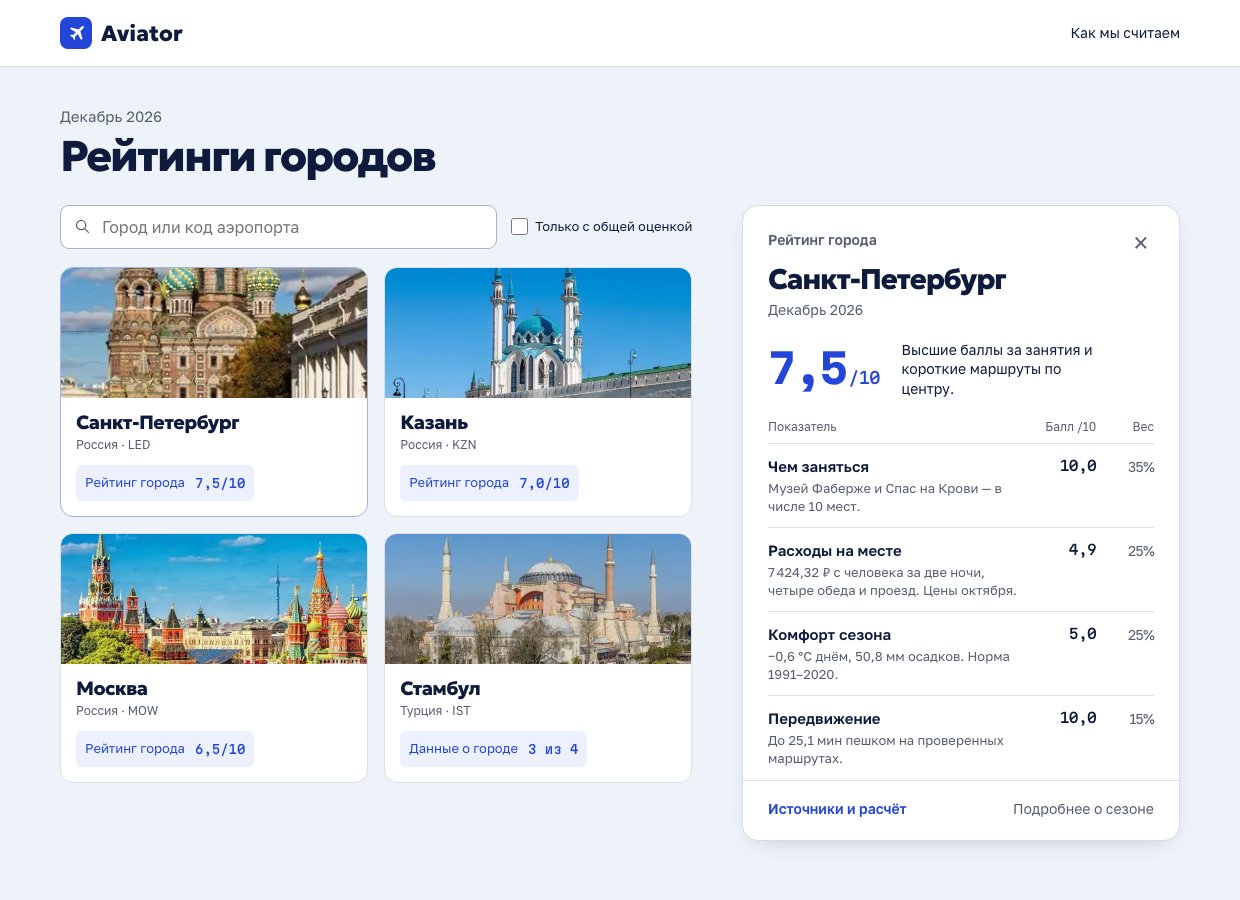 Aviator
Как мы считаем
Декабрь 2026
Рейтинги городов
Город или код аэропорта
Только с общей оценкой
Санкт-Петербург
Россия · LED
Рейтинг города 7,5/10
Казань
Россия · KZN
Рейтинг города 7,0/10
Москва
Россия · MOW
Рейтинг города 6,5/10
Стамбул
Турция · IST
Данные о городе 3 из 4
Рейтинг города
Санкт-Петербург
Декабрь 2026
7,5/10
Высшие баллы за занятия и
короткие маршруты по
центру.
Показатель Балл /10 Вес
Чем заняться 10,0 35%
Музей Фаберже и Спас на Крови — в
числе 10 мест.
Расходы на месте 4,9 25%
7 424,32 ₽ с человека за две ночи,
четыре обеда и проезд. Цены октября.
Комфорт сезона 5,0 25%
−0,6 °C днём, 50,8 мм осадков. Норма
1991–2020.
Передвижение 10,0 15%
До 25,1 мин пешком на проверенных
маршрутах.
Источники и расчёт
Подробнее о сезоне